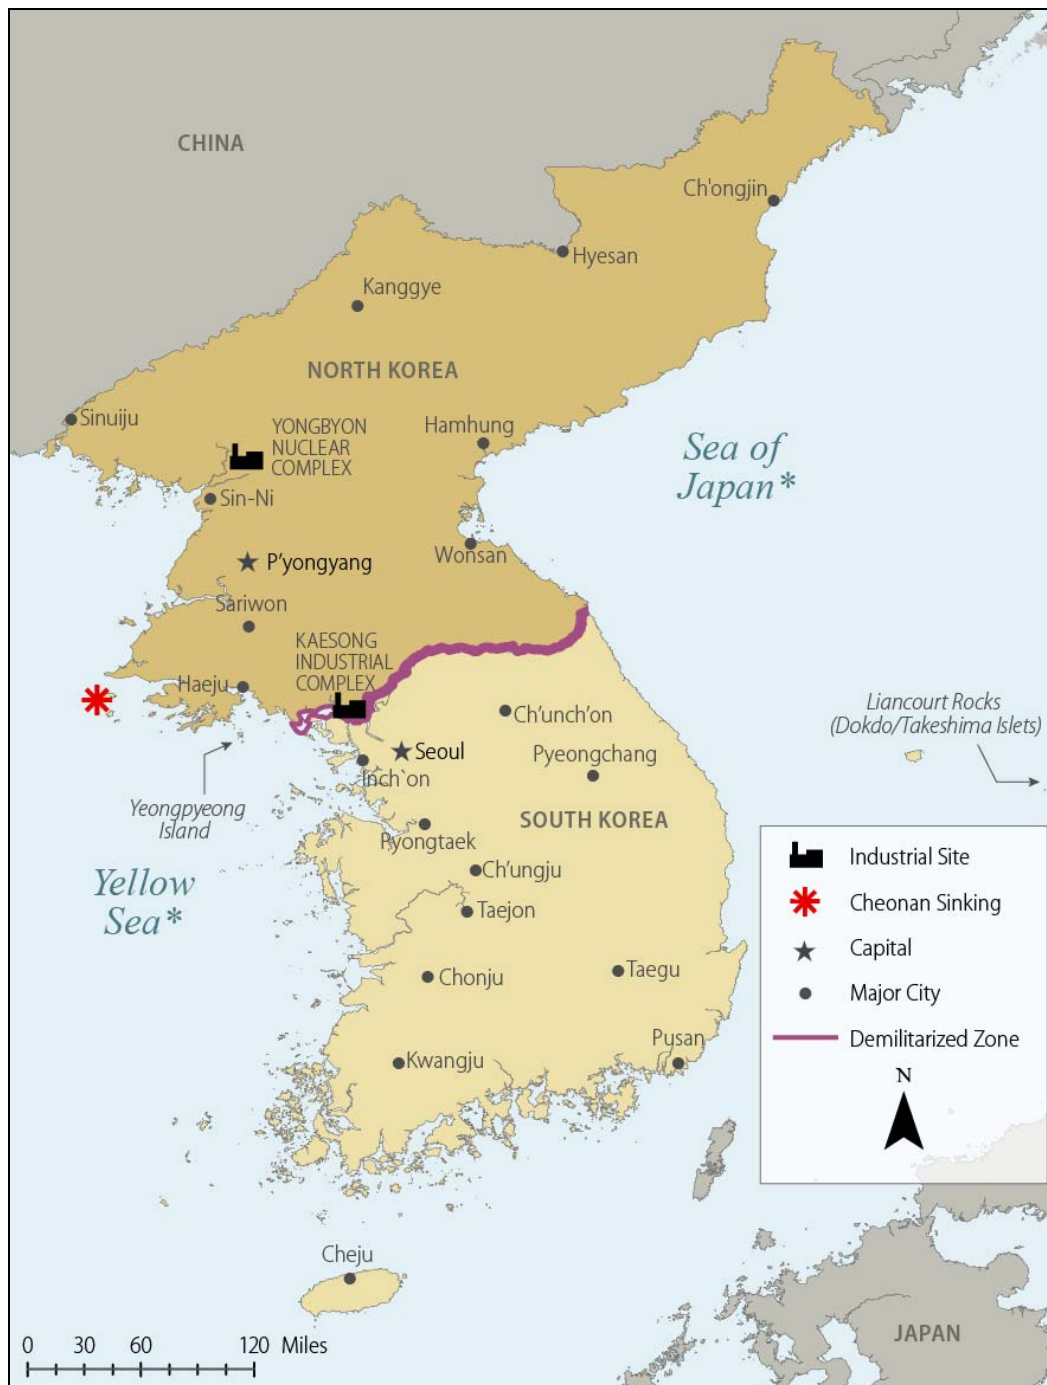 CHINA
Ch'ongjin
Hyesan
Kanggye
NORTH KOREA
Sinuiju
YONGBYON
NUCLEAR
COMPLEX
Hamhung
Sea of
Japan*
Sin-Ni
Wonsan
P'yongyang
Sariwon
KAESONG
INDUSTRIAL
COMPLEX
Haeju
Ch'unch'on
Liancourt Rocks
(Dokdo/Takeshima Islets)
Seoul
Pyeongchang
Inch`on
Yeongpyeong
Island
SOUTH KOREA
Pyongtaek
Yellow
Sea*
Ch'ungju
Taejon
Chonju
Taegu
Pusan
Kwangju
Industrial Site
Cheonan Sinking
Capital
Major City
Demilitarized Zone
N
Cheju
JAPAN
0 30 60 120 Miles